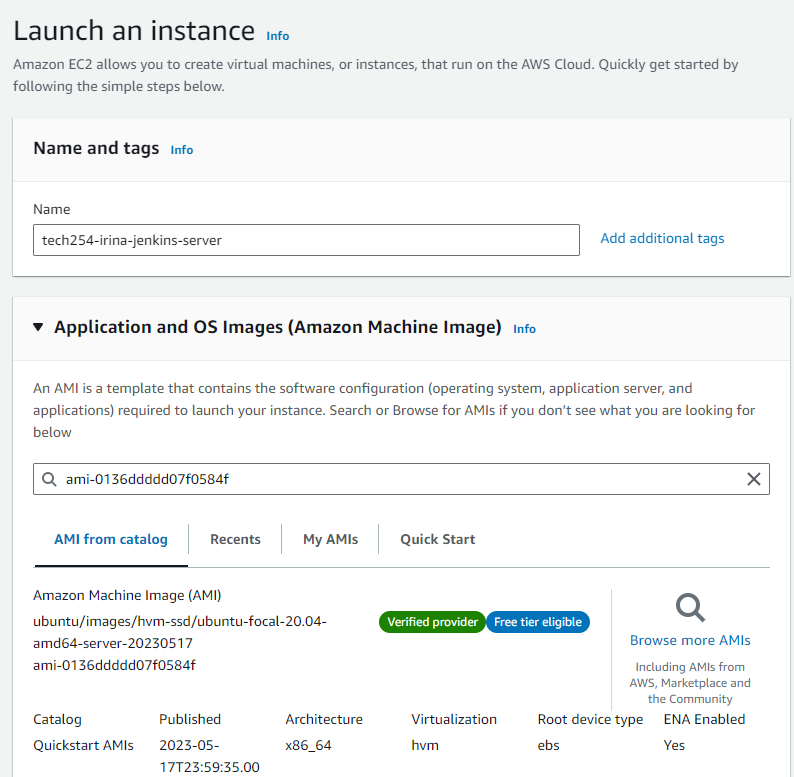 Launch an instance Info
Amazon EC2 allows you to create virtual machines, or instances, that run on the AWS Cloud. Quickly get started by
following the simple steps below.
Name and tags Info
Name
tech254-irina-jenkins-server
Add additional tags
Application and OS Images (Amazon Machine Image) Info
An AMI is a template that contains the software configuration (operating system, application server, and
applications) required to launch your instance. Search or Browse for AMIs if you don’t see what you are looking for
below
ami-0136ddddd07f0584f
AMI from catalog
Recents
My AMIs
Quick Start
Amazon Machine Image (AMI)
ubuntu/images/hvm-ssd/ubuntu-focal-20.04-
amd64-server-20230517
ami-0136ddddd07f0584f
Verified provider
Free tier eligible
Browse more AMIs
Including AMIs from
AWS, Marketplace and
the Community
Catalog
Quickstart AMIs
Published
2023-05-
17T23:59:35.00
Architecture
x86_64
Virtualization
hvm
Root device type
ebs
ENA Enabled
Yes